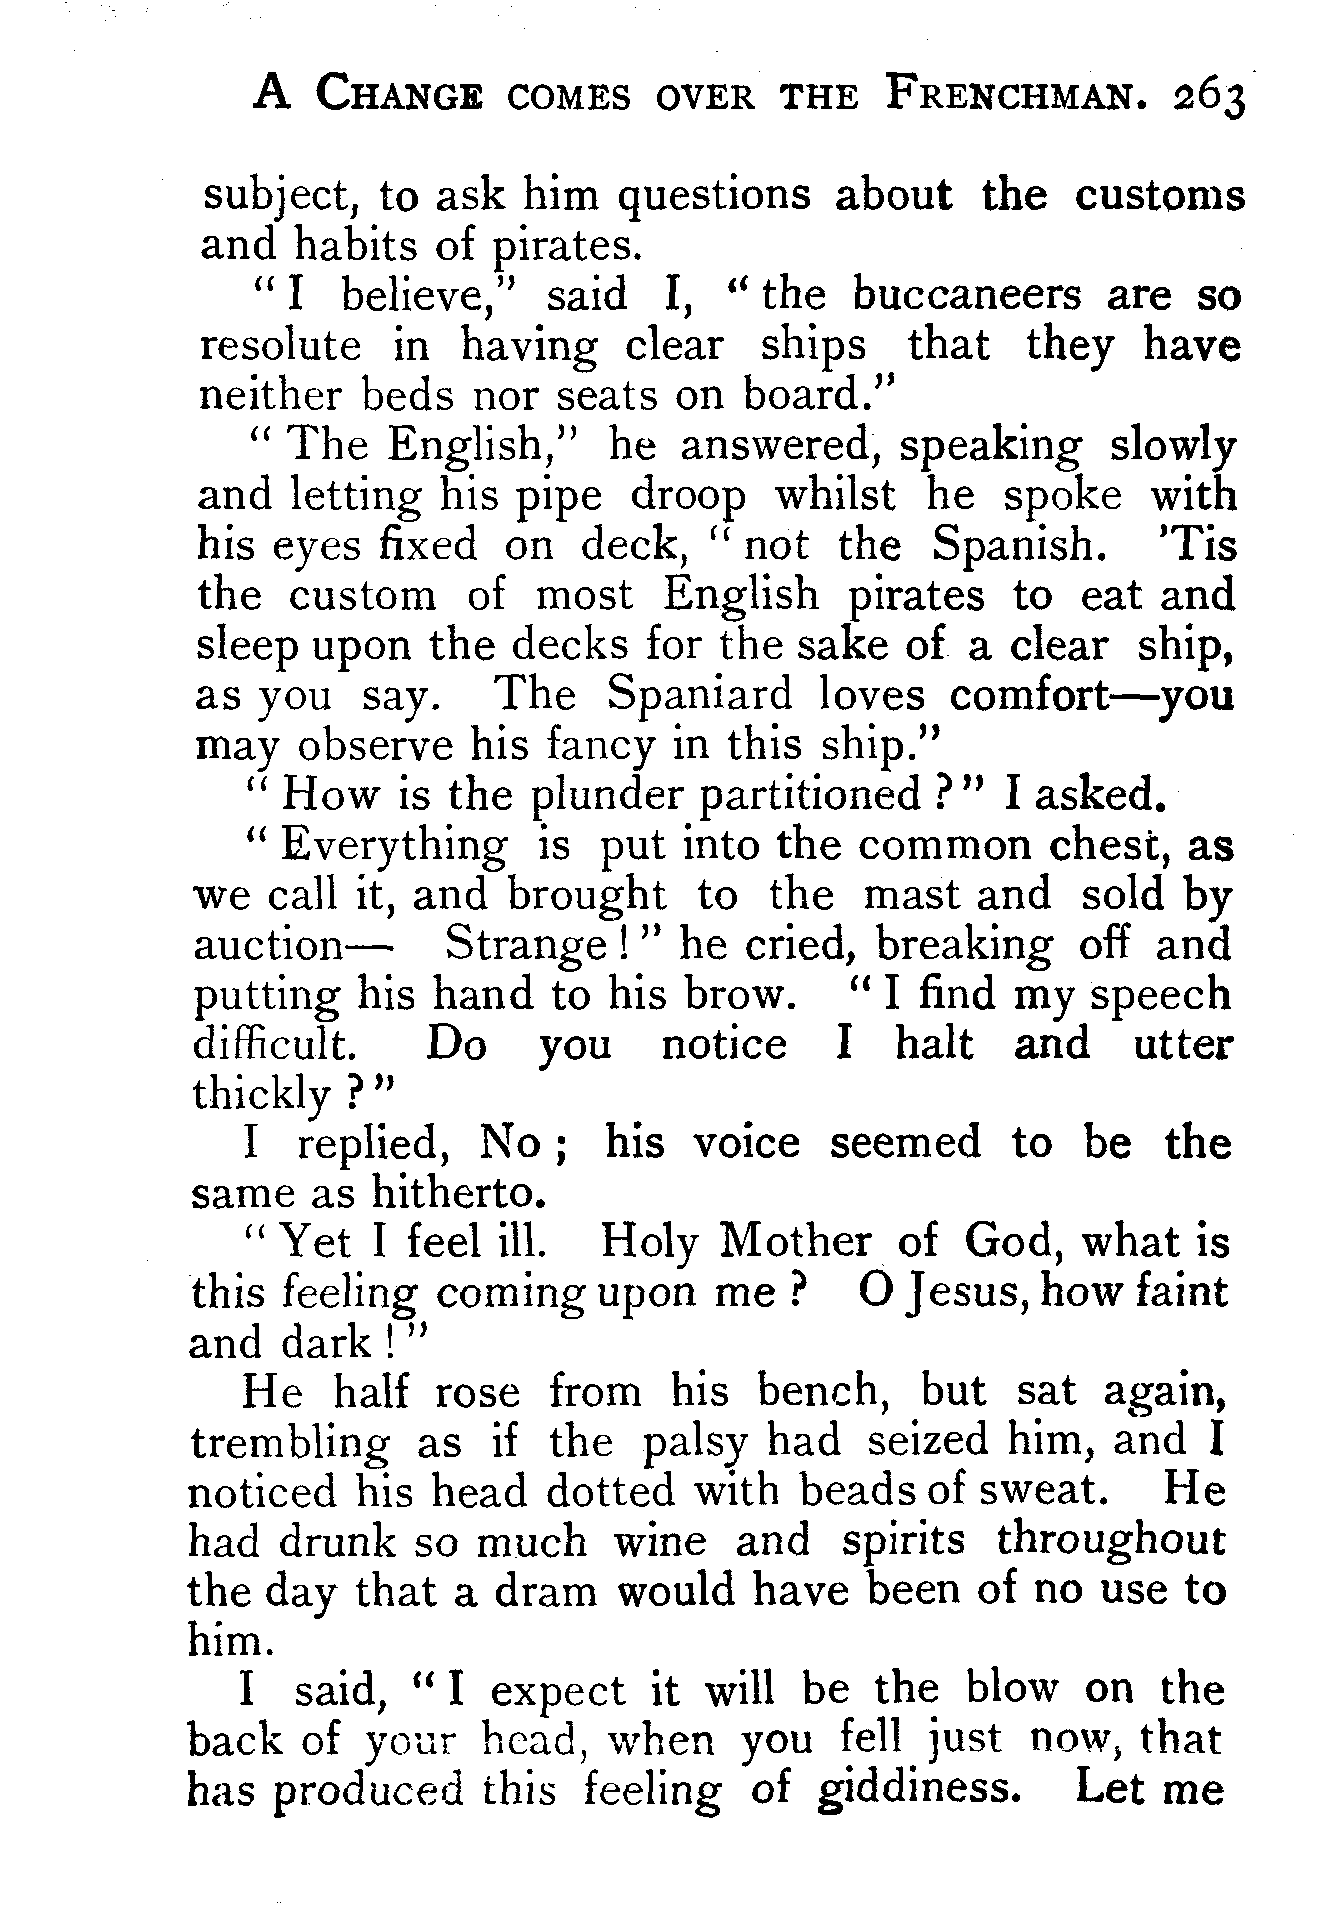 A CHANGE COMES OVER THE FRENCHMAN. 263
subject, to ask him questions about the customs
and habits of pirates.
“ I believe,” said I, “ the buccaneers are so
resolute in having clear ships that they have
neither beds nor seats on board.”
“ The English,” he answered, speaking slowly
and letting his pipe droop whilst he spoke with
his eyes fixed on deck, “ not the Spanish. ’Tis
the custom of most English pirates to eat and
sleep upon the decks for the sake of a clear ship,
as you say. The Spaniard loves comfort—you
may observe his fancy in this ship.”
“ How is the plunder partitioned ? ” I asked.
“ Everything is put into the common chest, as
we call it, and brought to the mast and sold by
auction— Strange ! ” he cried, breaking off and
putting his hand to his brow. “ I find my speech
difficult. Do you notice I halt and utter
thickly ? ”
I replied, No ; his voice seemed to be the
same as hitherto.
“ Yet I feel ill. Holy Mother of God, what is
this feeling coming upon me ? O Jesus, how faint
and dark ! ”
He half rose from his bench, but sat again,
trembling as if the palsy had seized him, and I
noticed his head dotted with beads of sweat. He
had drunk so much wine and spirits throughout
the day that a dram would have been of no use to
him.
I said, “ I expect it will be the blow on the
back of your head, when you fell just now, that
has produced this feeling of giddiness. Let me